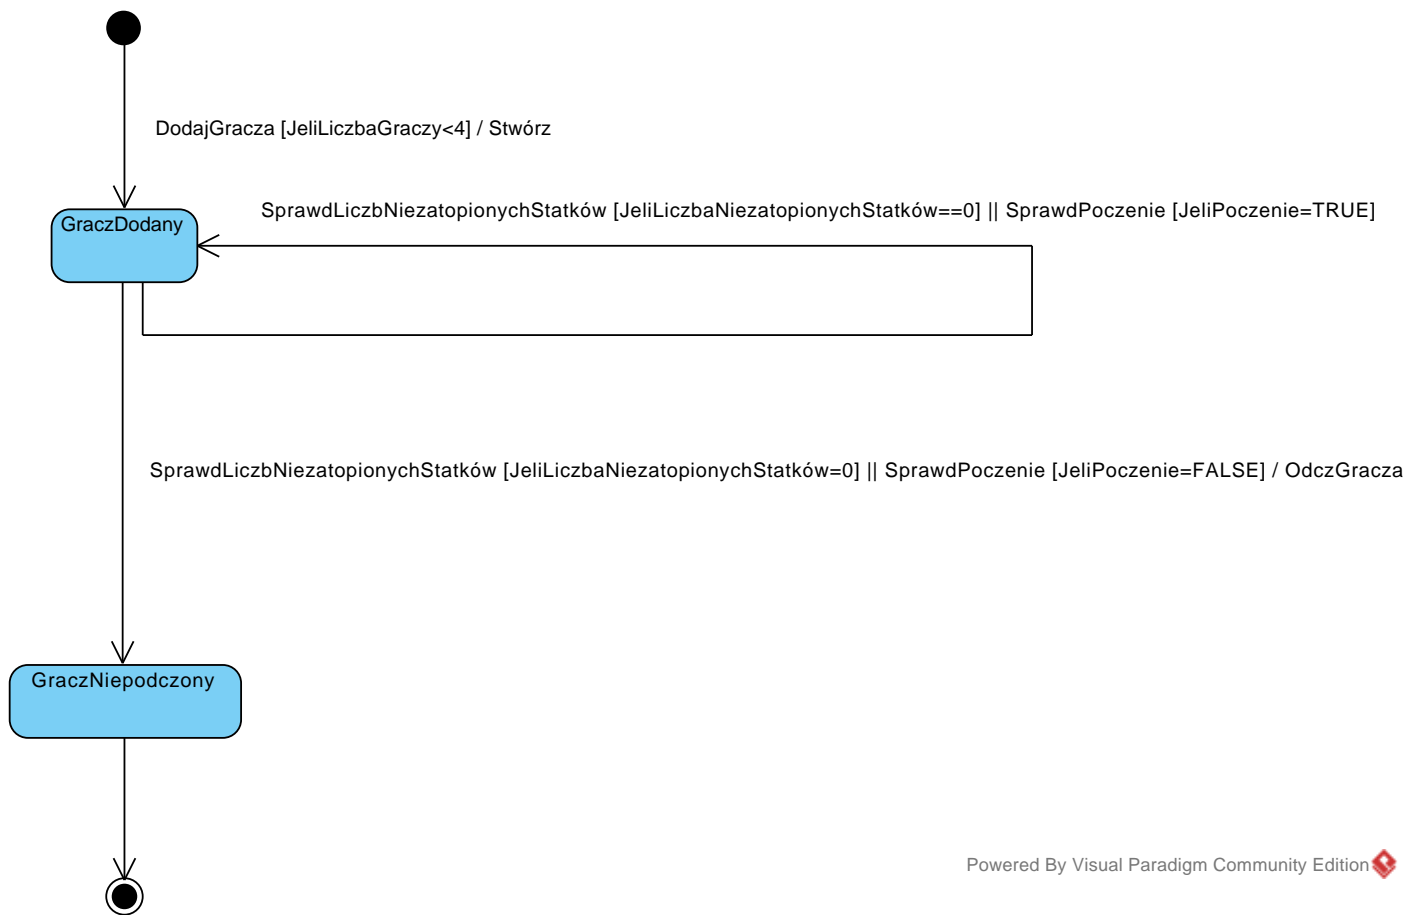 DodajGracza [JeliLiczbaGraczy<4] / Stwórz
SprawdLiczbNiezatopionychStatków [JeliLiczbaNiezatopionychStatków==0] || SprawdPoczenie [JeliPoczenie=TRUE]
GraczDodany
SprawdLiczbNiezatopionychStatków [JeliLiczbaNiezatopionychStatków=0] || SprawdPoczenie [JeliPoczenie=FALSE] / OdczGracza
GraczNiepodczony
Powered By Visual Paradigm Community Edition